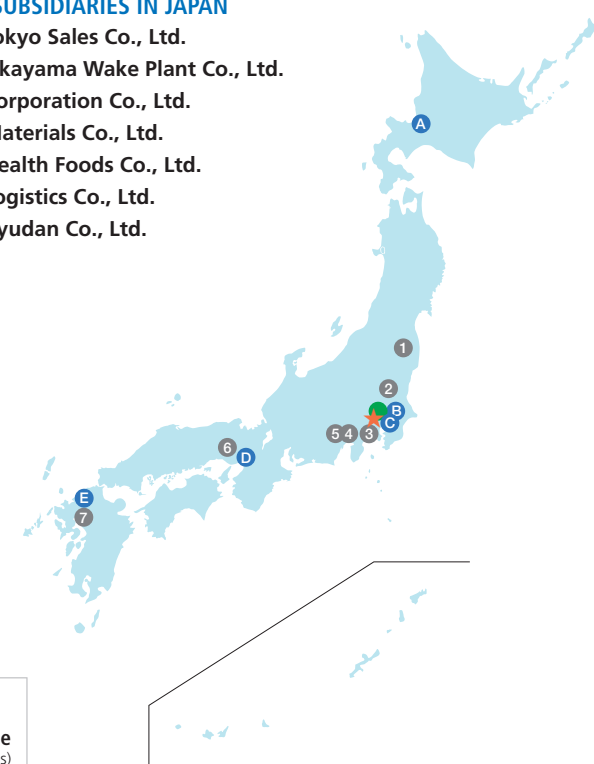 SUBSIDIARIES IN JAPAN
okyo Sales Co., Ltd.
kayama Wake Plant Co., Ltd.
orporation Co., Ltd.
aterials Co., Ltd.
ealth Foods Co., Ltd.
ogistics Co., Ltd.
yudan Co., Ltd.
A
1
2
B
C
5 4 3
6
D
E
7
e
s)